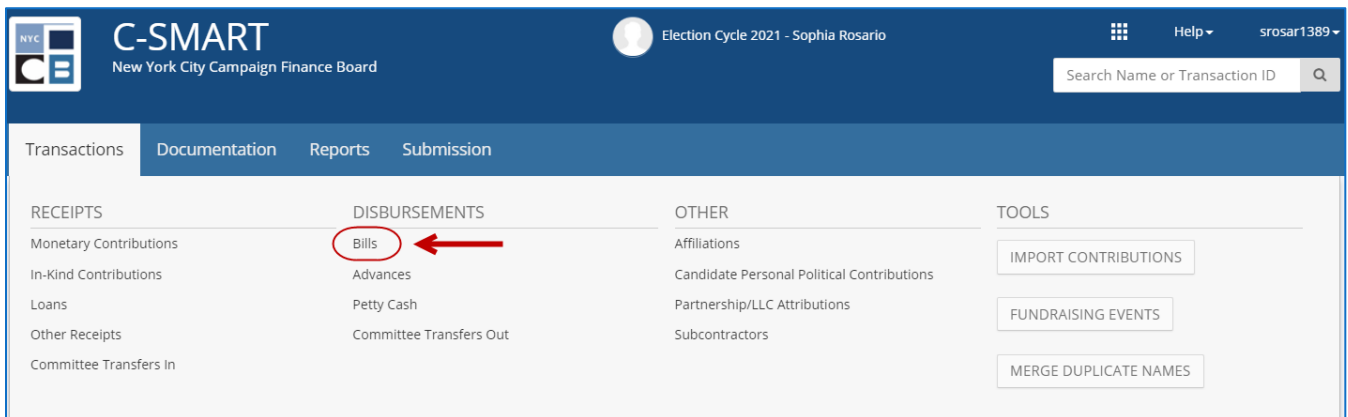 NYC
CB
C-SMART
New York City Campaign Finance Board
Election Cycle 2021 - Sophia Rosario
Help
srosar1389
Search Name or Transaction ID
Transactions
Documentation
Reports
Submission
RECEIPTS
Monetary Contributions
In-Kind Contributions
Loans
Other Receipts
Committee Transfers In
DISBURSEMENTS
Bills
Advances
Petty Cash
Committee Transfers Out
OTHER
Affiliations
Candidate Personal Political Contributions
Partnership/LLC Attributions
Subcontractors
TOOLS
IMPORT CONTRIBUTIONS
FUNDRAISING EVENTS
MERGE DUPLICATE NAMES